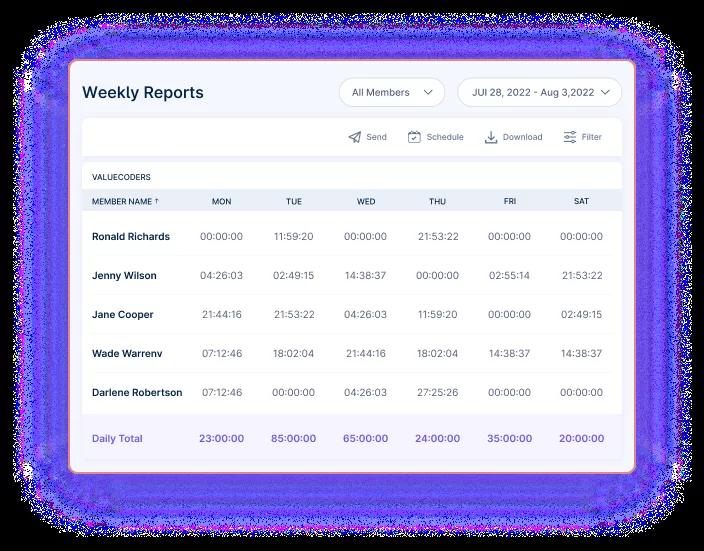 Weekly Reports All Members JUl 28, 2022 - Aug 3,2022
Send Schedule Download Filter
VALUECODERS
MEMBER NAME ↑ MON TUE WED THU FRI SAT
Ronald Richards 00:00:00 11:59:20 00:00:00 21:53:22 00:00:00 00:00:00
Jenny Wilson 04:26:03 02:49:15 14:38:37 00:00:00 02:55:14 21:53:22
Jane Cooper 21:44:16 21:53:22 04:26:03 11:59:20 00:00:00 02:49:15
Wade Warrenv 07:12:46 18:02:04 21:44:16 18:02:04 14:38:37 14:38:37
Darlene Robertson 07:12:46 00:00:00 04:26:03 27:25:26 00:00:00 00:00:00
Daily Total 23:00:00 85:00:00 65:00:00 24:00:00 35:00:00 20:00:00